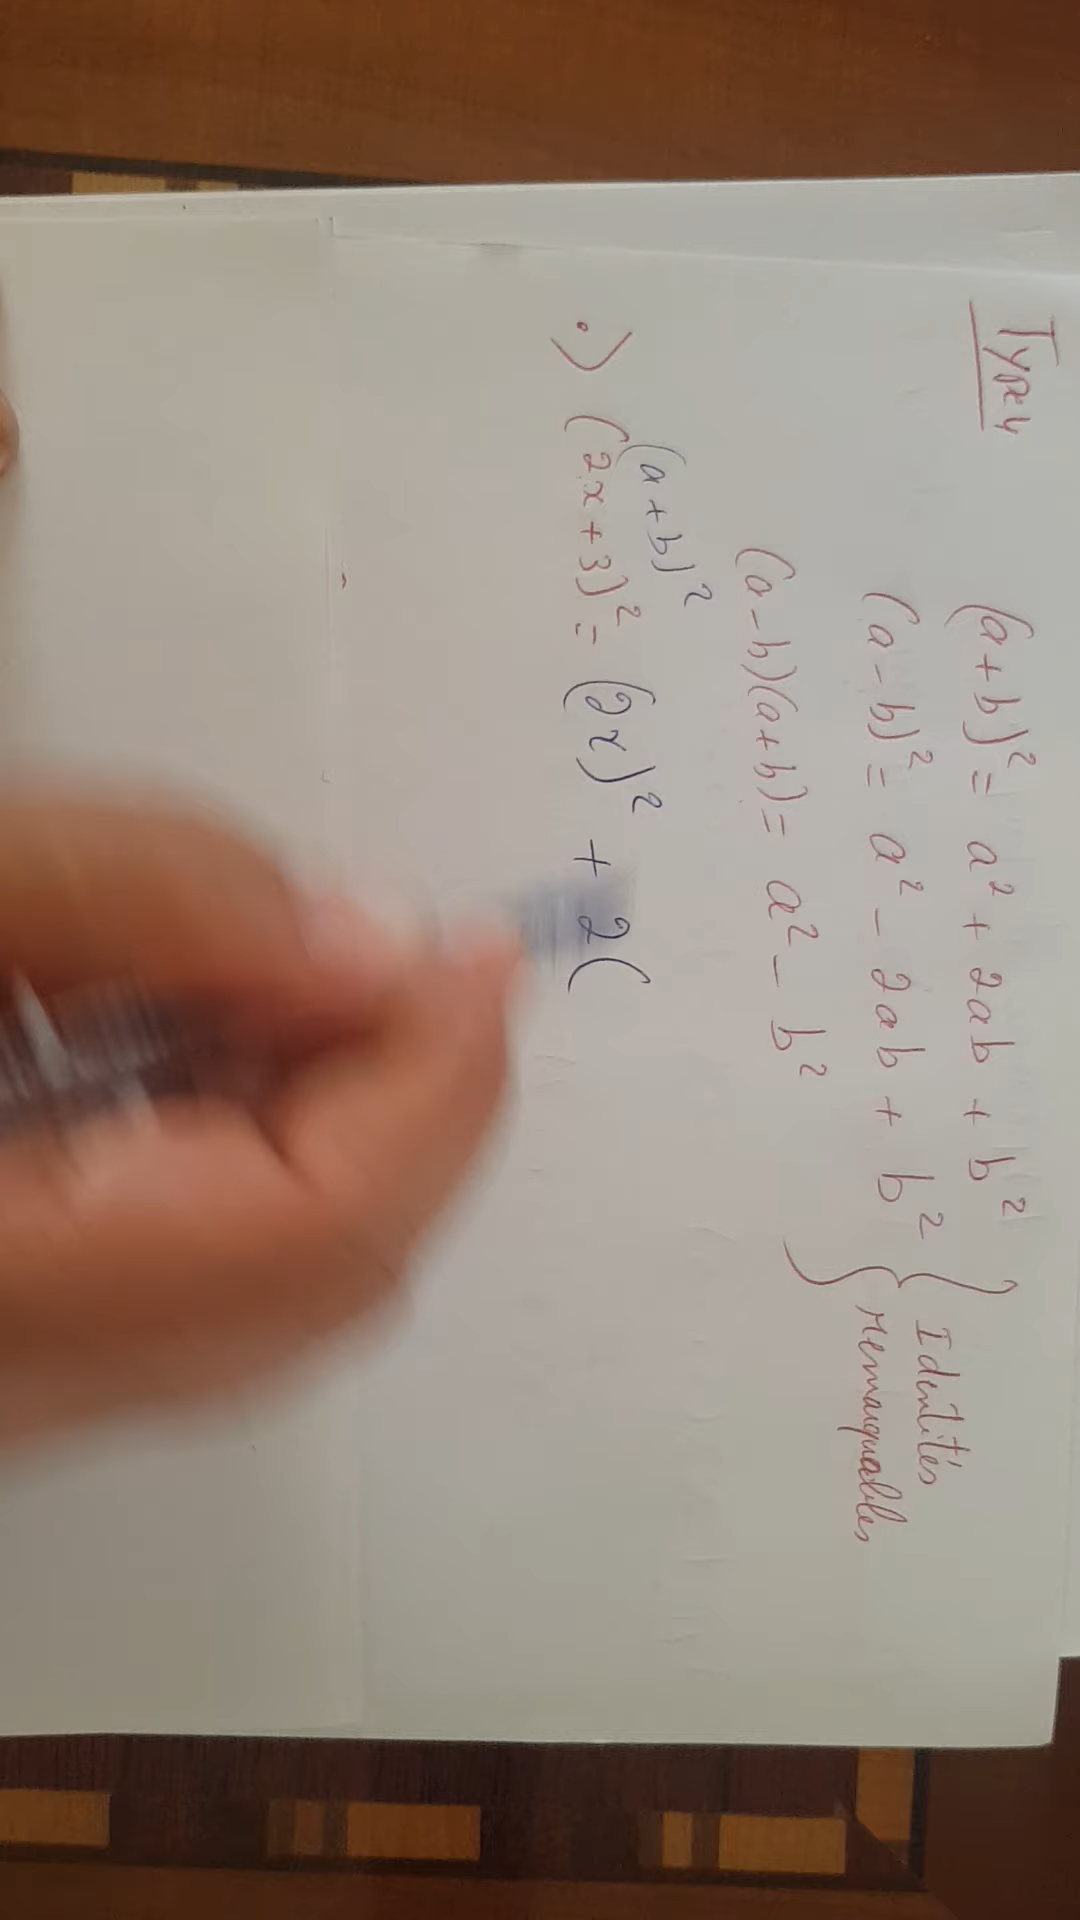 Type 4
(a+b)² = a² + 2ab + b²
(a-b)² = a² - 2ab + b²
Identités
remarquables
(a-b)(a+b) = a² - b²
(a+b)²
•> (2x+3)² = (2x)² + 2(